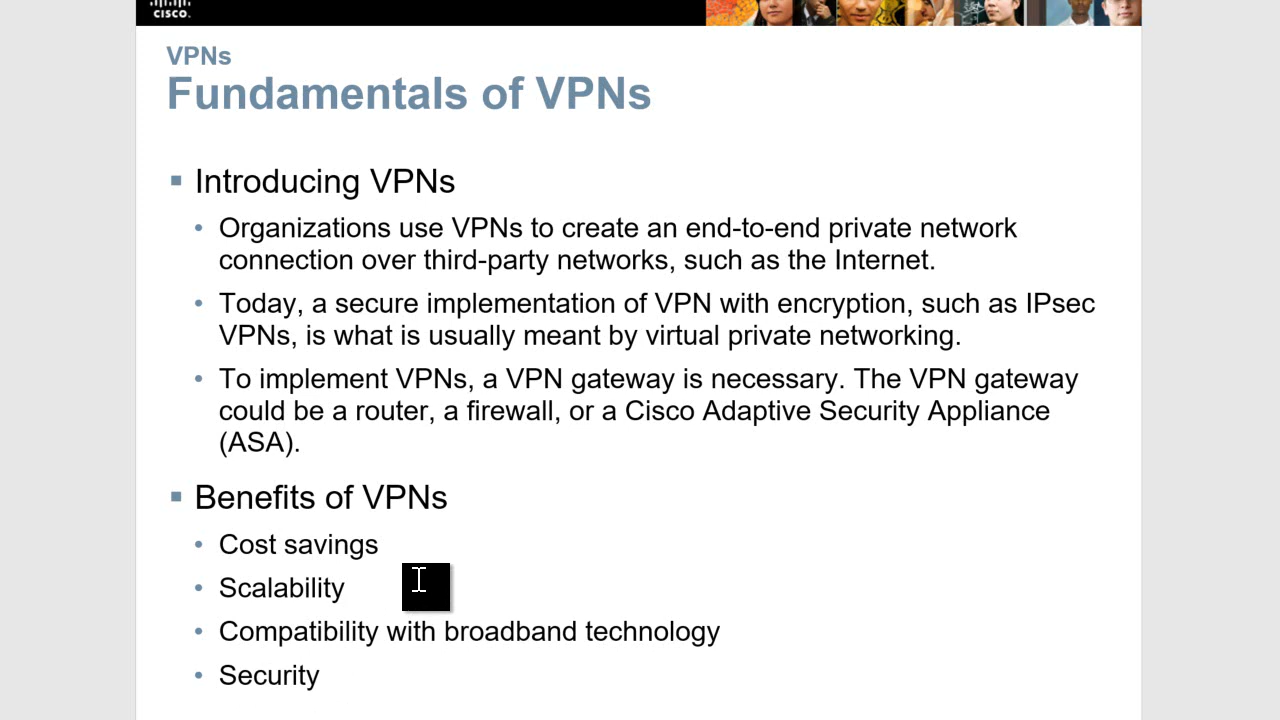 CISCO.
VPNs
Fundamentals of VPNs
▪ Introducing VPNs
• Organizations use VPNs to create an end-to-end private network
connection over third-party networks, such as the Internet.
• Today, a secure implementation of VPN with encryption, such as IPsec
VPNs, is what is usually meant by virtual private networking.
• To implement VPNs, a VPN gateway is necessary. The VPN gateway
could be a router, a firewall, or a Cisco Adaptive Security Appliance
(ASA).
▪ Benefits of VPNs
• Cost savings
• Scalability
• Compatibility with broadband technology
• Security